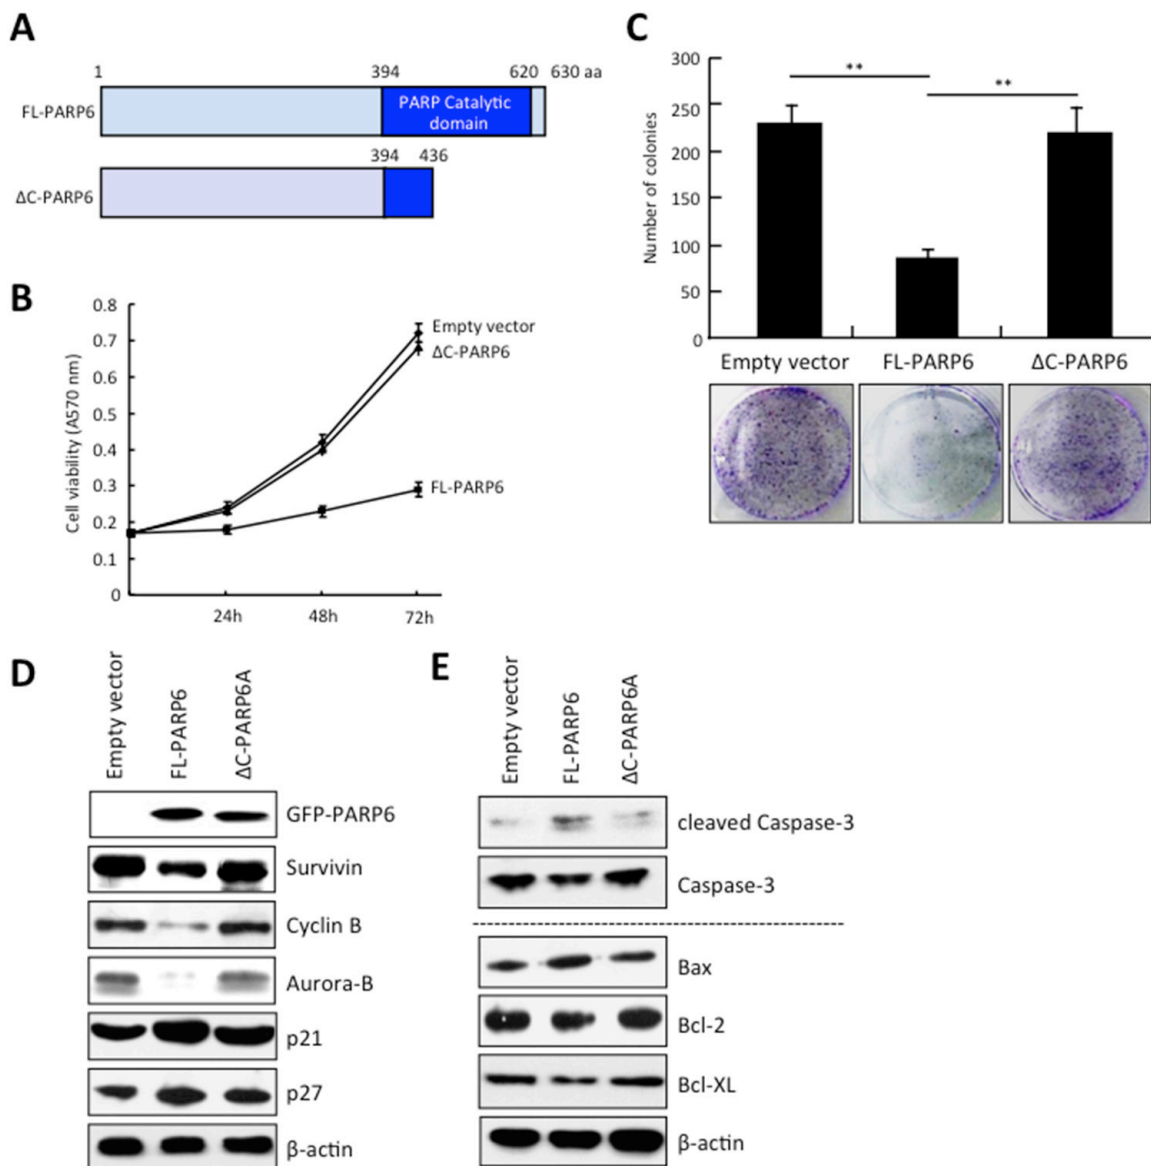 A
1 394 620 630 aa
FL-PARP6
PARP Catalytic
domain
394 436
ΔC-PARP6
B
Cell viability (A570 nm)
0.8
0.7
0.6
0.5
0.4
0.3
0.2
0.1
0
24h 48h 72h
Empty vector
ΔC-PARP6
FL-PARP6
C
Number of colonies
300
250
200
150
100
50
0
** **
Empty vector FL-PARP6 ΔC-PARP6
D
Empty vector
FL-PARP6
ΔC-PARP6A
GFP-PARP6
Survivin
Cyclin B
Aurora-B
p21
p27
β-actin
E
Empty vector
FL-PARP6
ΔC-PARP6A
cleaved Caspase-3
Caspase-3
Bax
Bcl-2
Bcl-XL
β-actin